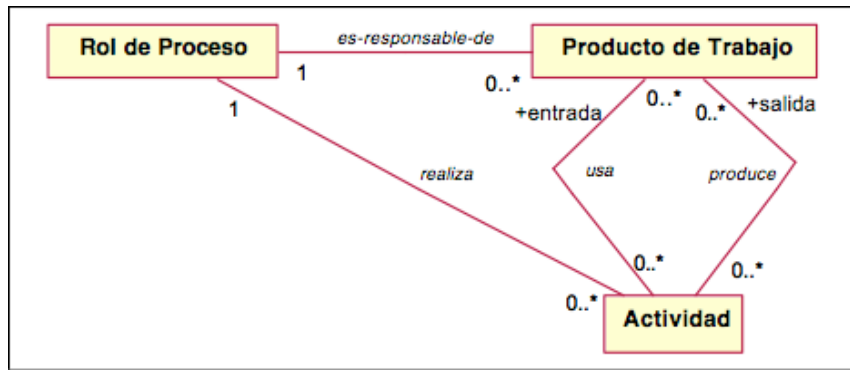 Rol de Proceso
es-responsable-de
Producto de Trabajo
1
0..*
1
+entrada
0..*
0..*
+salida
realiza
usa
produce
0..*
0..*
0..*
Actividad